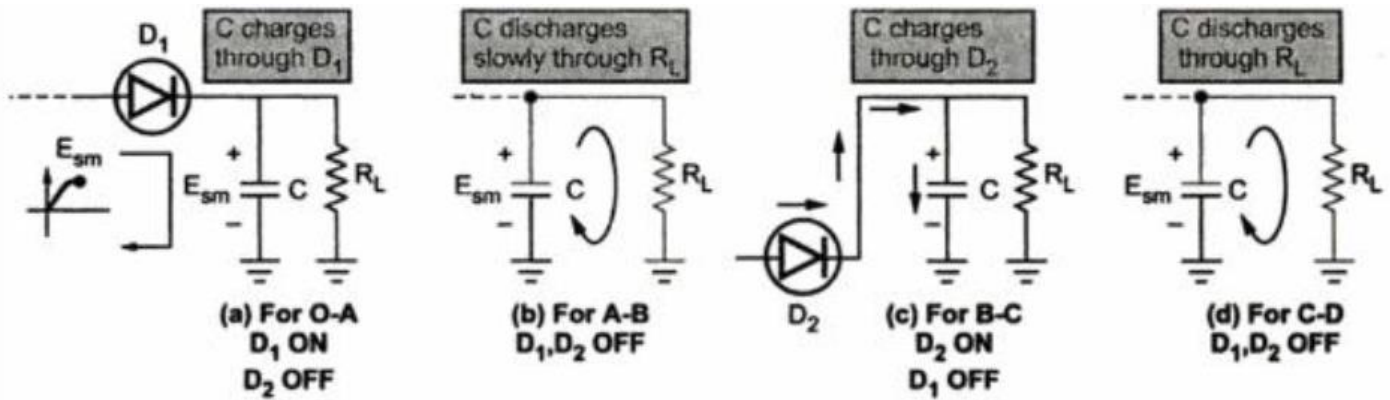 D1
C charges
through D1
Esm
Esm
C
RL
(a) For O-A
D1 ON
D2 OFF
C discharges
slowly through RL
Esm
C
RL
(b) For A-B
D1,D2 OFF
C charges
through D2
C
RL
D2
(c) For B-C
D2 ON
D1 OFF
C discharges
through RL
Esm
C
RL
(d) For C-D
D1,D2 OFF